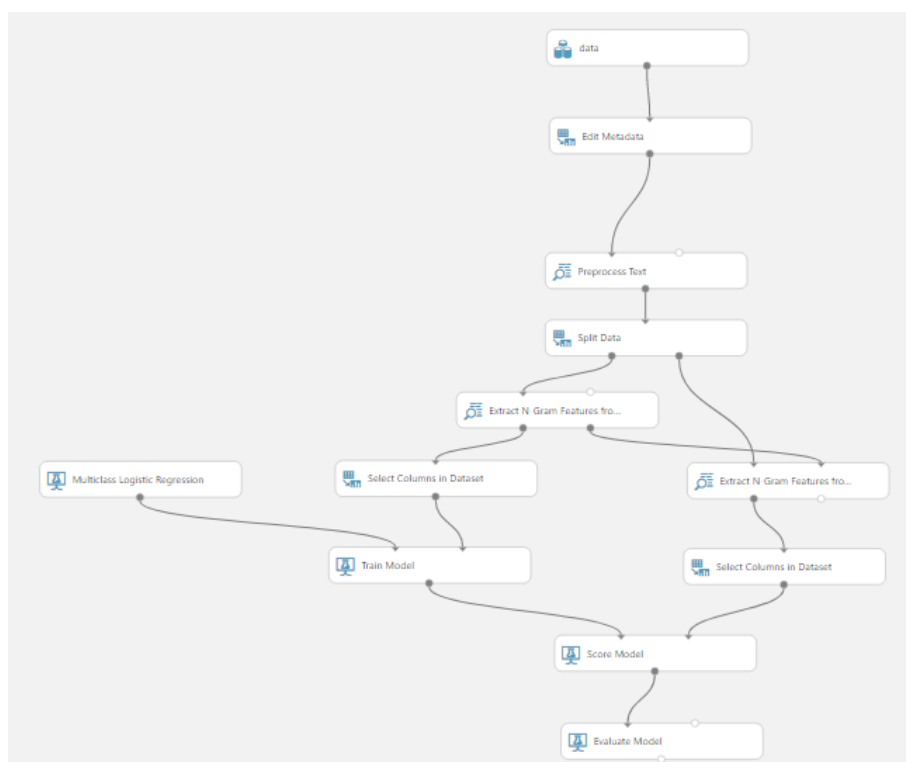 data
Edit Metadata
Preprocess Text
Split Data
Extract N-Gram Features fro...
Multiclass Logistic Regression
Select Columns in Dataset
Extract N-Gram Features fro...
Train Model
Select Columns in Dataset
Score Model
Evaluate Model